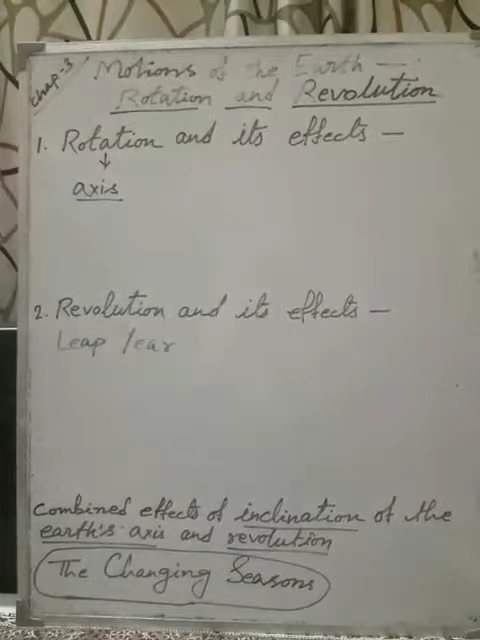 Chap-3
Motions of the Earth —
Rotation and Revolution
1. Rotation and its effects —
↓
axis
2. Revolution and its effects —
Leap Year
Combined effects of inclination of the
earth's axis and revolution
The Changing Seasons